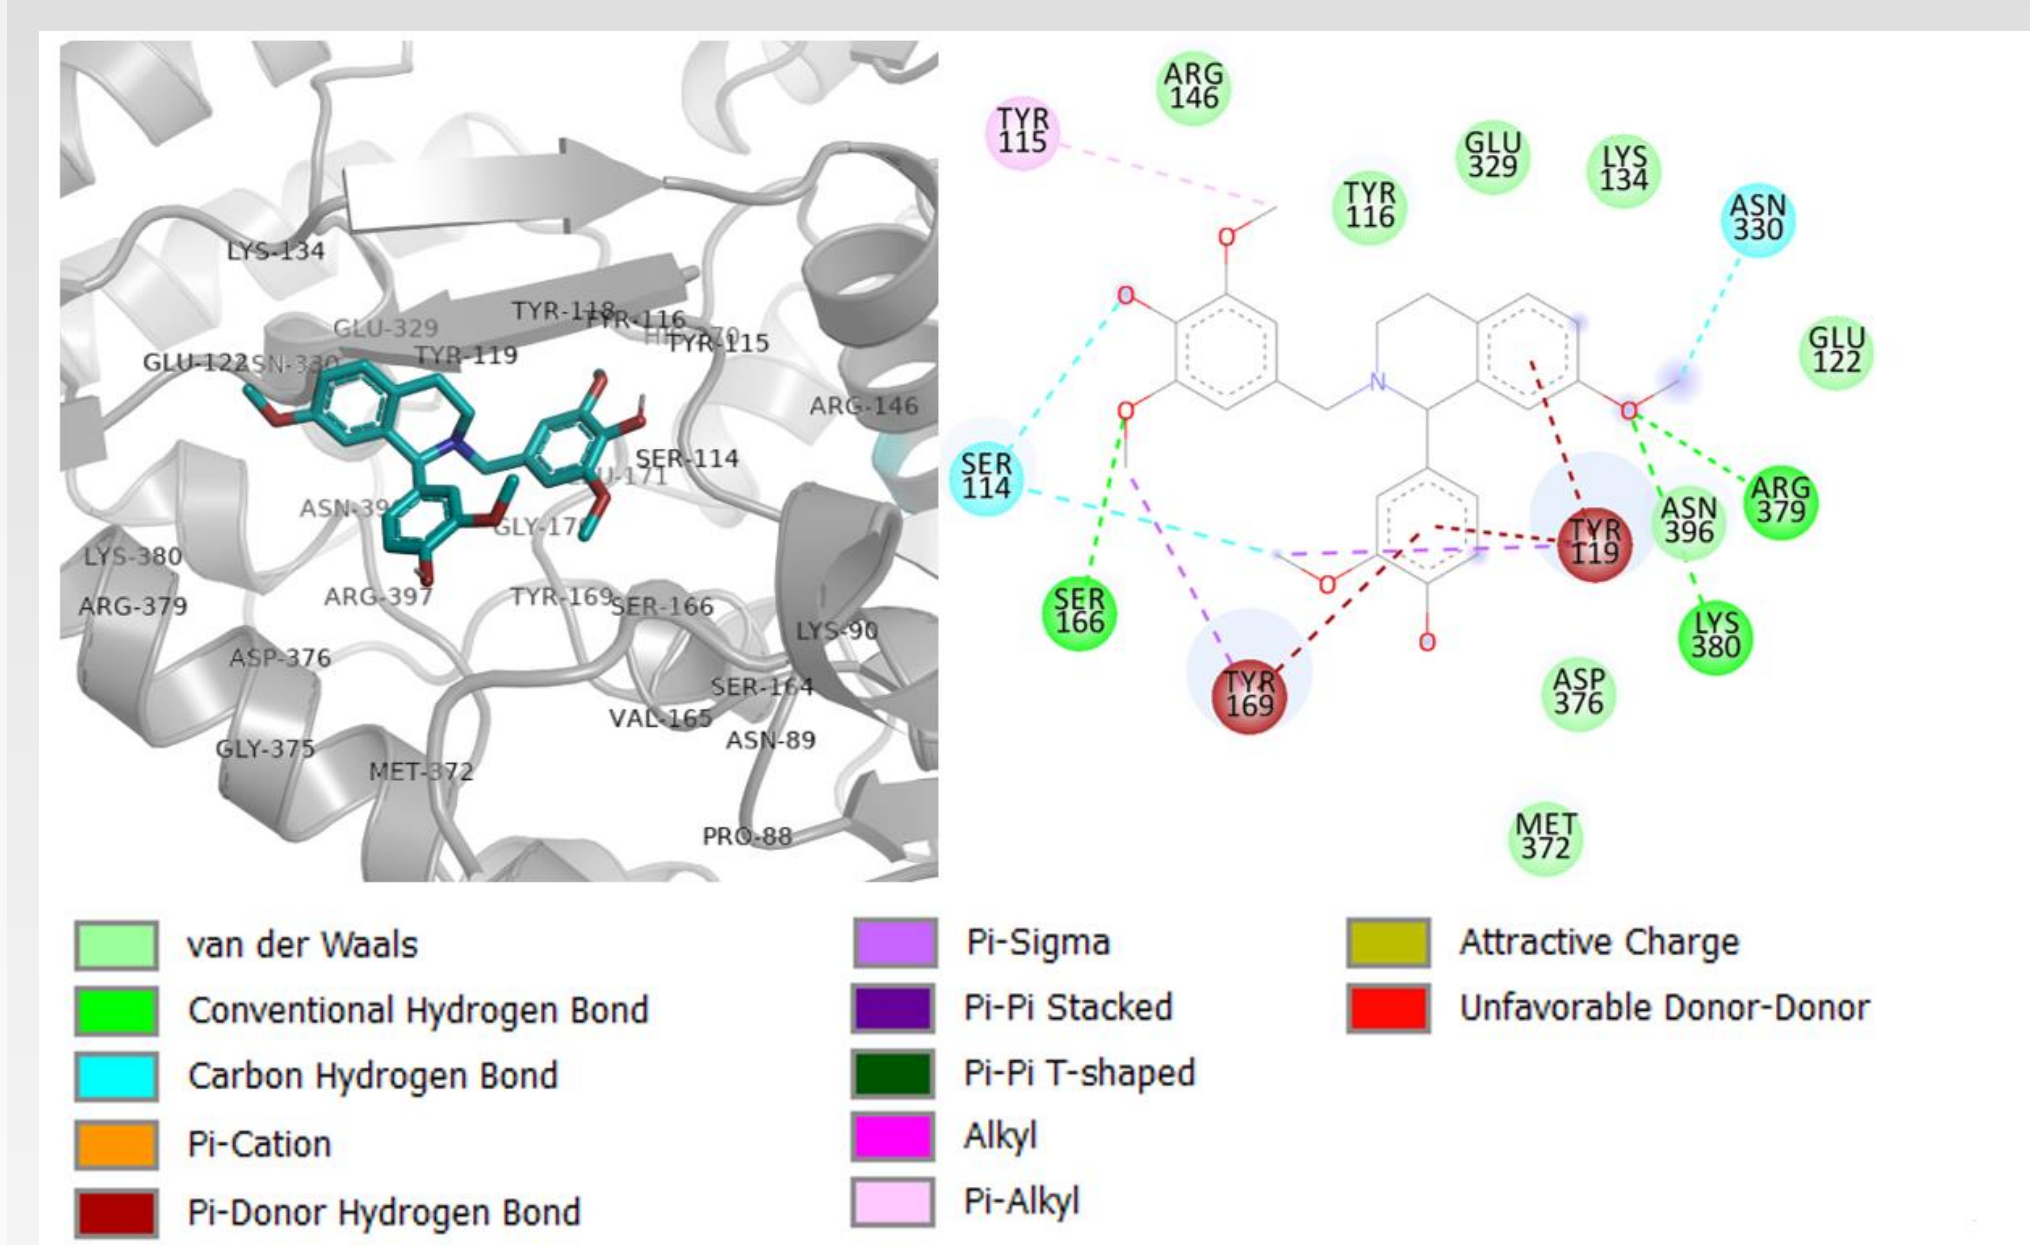 LYS-134
TYR-118
TYR-116
GLU-329
TYR-115
TYR-119
GLU-122
ASN-330
ARG-146
SER-114
GLY-170
LYS-380
ARG-379
ARG-397
TYR-169
SER-166
LYS-90
ASP-376
SER-164
VAL-165
ASN-89
GLY-375
MET-372
PRO-88
ARG
146
TYR
115
GLU
329
LYS
134
TYR
116
ASN
330
O
O
GLU
122
N
O
O
SER
114
ARG
379
ASN
396
TYR
119
O
SER
166
LYS
380
O
TYR
169
ASP
376
MET
372
van der Waals
Conventional Hydrogen Bond
Carbon Hydrogen Bond
Pi-Cation
Pi-Donor Hydrogen Bond
Pi-Sigma
Pi-Pi Stacked
Pi-Pi T-shaped
Alkyl
Pi-Alkyl
Attractive Charge
Unfavorable Donor-Donor